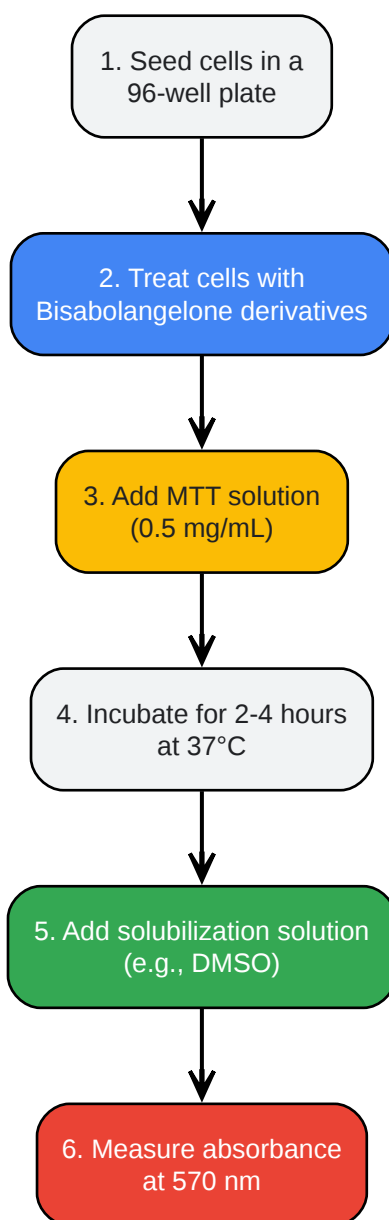 1. Seed cells in a
96-well plate
2. Treat cells with
Bisabolangelone derivatives
3. Add MTT solution
(0.5 mg/mL)
4. Incubate for 2-4 hours
at 37°C
5. Add solubilization solution
(e.g., DMSO)
6. Measure absorbance
at 570 nm